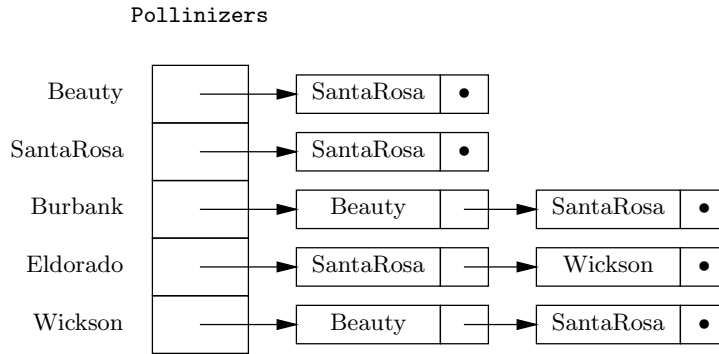 Pollinizers
Beauty SantaRosa
SantaRosa SantaRosa
Burbank Beauty SantaRosa
Eldorado SantaRosa Wickson
Wickson Beauty SantaRosa